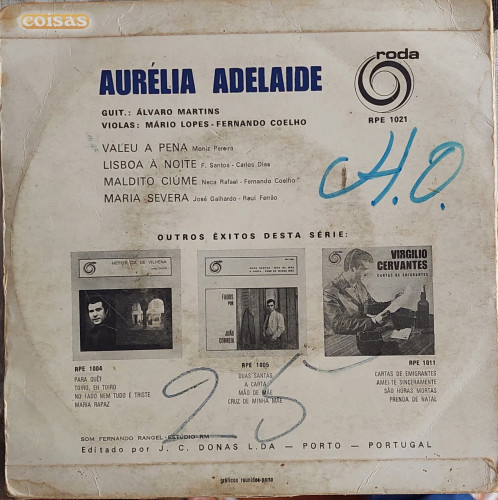 coisas
roda
AURÉLIA ADELAIDE
RPE 1021
GUIT.: ÁLVARO MARTINS
VIOLAS: MÁRIO LOPES - FERNANDO COELHO
VALEU A PENA Moniz Pereira
LISBOA À NOITE F. Santos - Carlos Dias
MALDITO CIÚME Neca Rafael - Fernando Coelho
MARIA SEVERA José Galhardo - Raul Ferrão
H.O.
OUTROS ÊXITOS DESTA SÉRIE:
DE VILHENA
FADOS
POR
JOÃO
CORREIA
VIRGILIO
CERVANTES
CARTAS DE EMIGRANTES
RPE 1004
PARA QUÊ?
TOIRO, EH TOIRO
NO FADO NEM TUDO É TRISTE
MARIA RAPAZ
RPE 1005
DUAS SANTAS
A CARTA
MÃO DE MÃE
CRUZ DE MINHA MÃE
RPE 1011
CARTAS DE EMIGRANTES
AMEI-TE SINCERAMENTE
SÃO HORAS MORTAS
PRENDA DE NATAL
25
SOM FERNANDO RANGEL - ESTÚDIO - RM
Editado por J. C. DONAS L.DA — PORTO — PORTUGAL
gráficos reunidos-porto